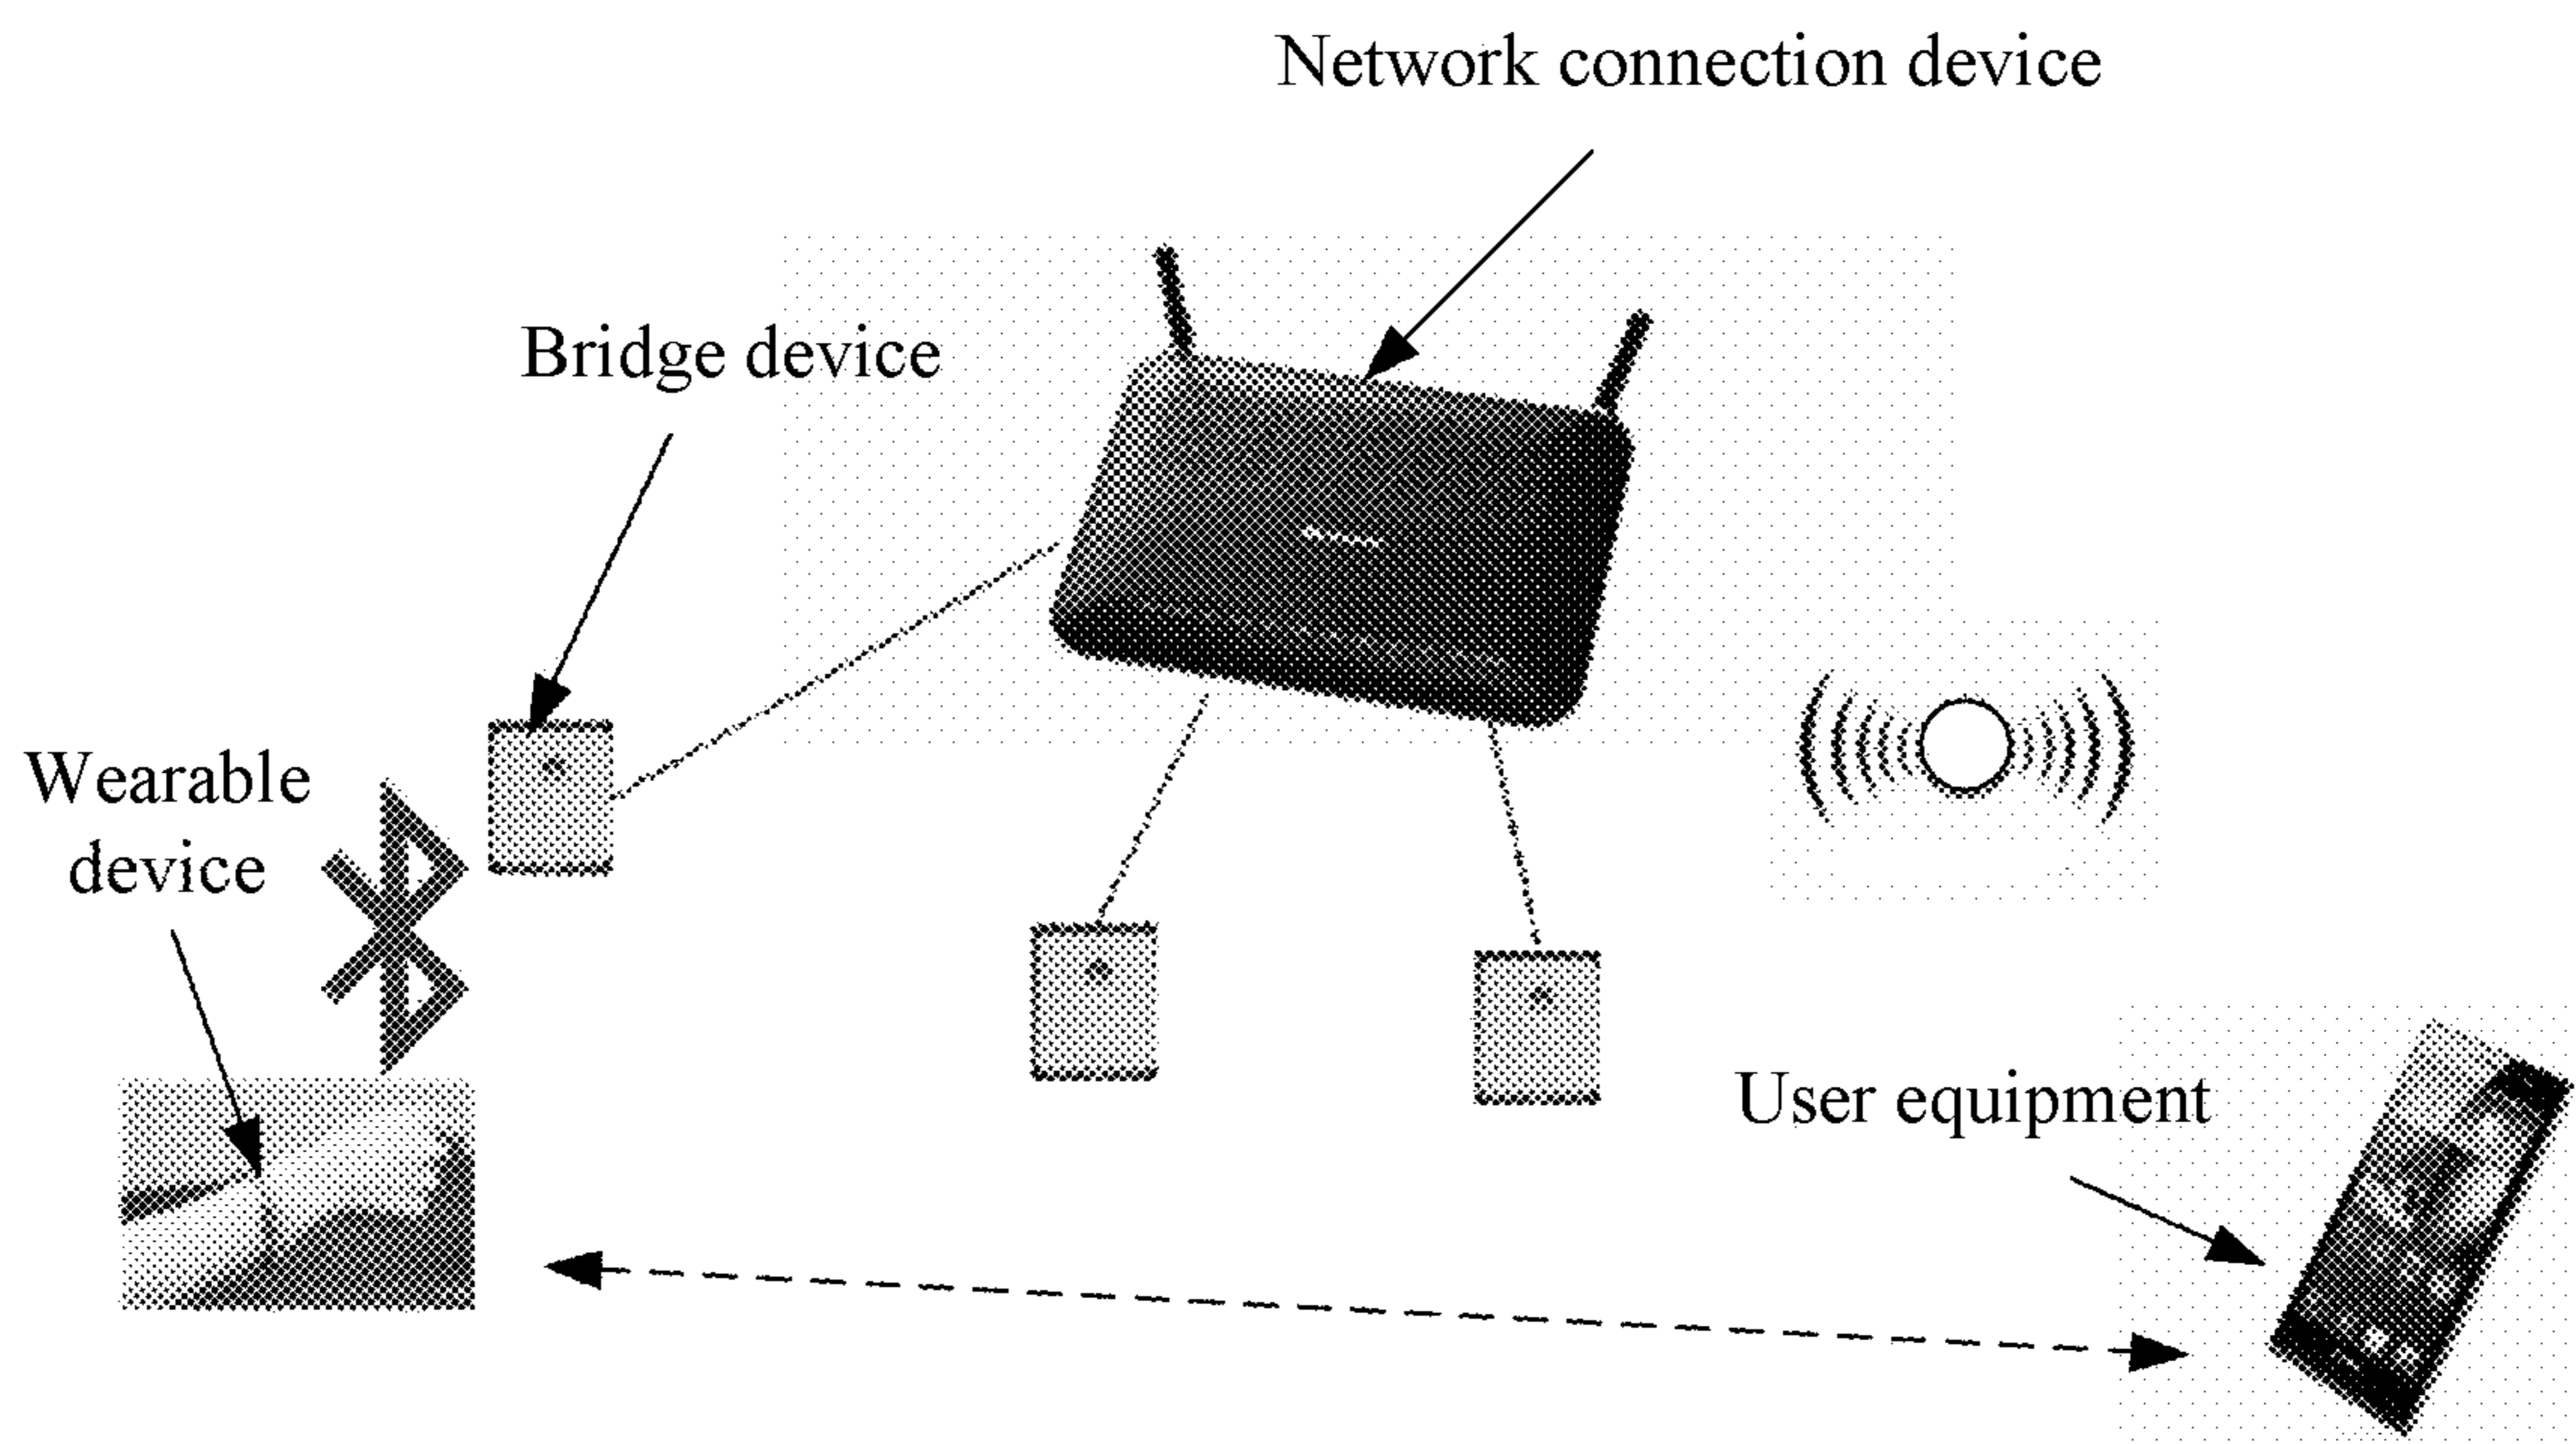 Network connection device
Bridge device
Wearable
device
User equipment